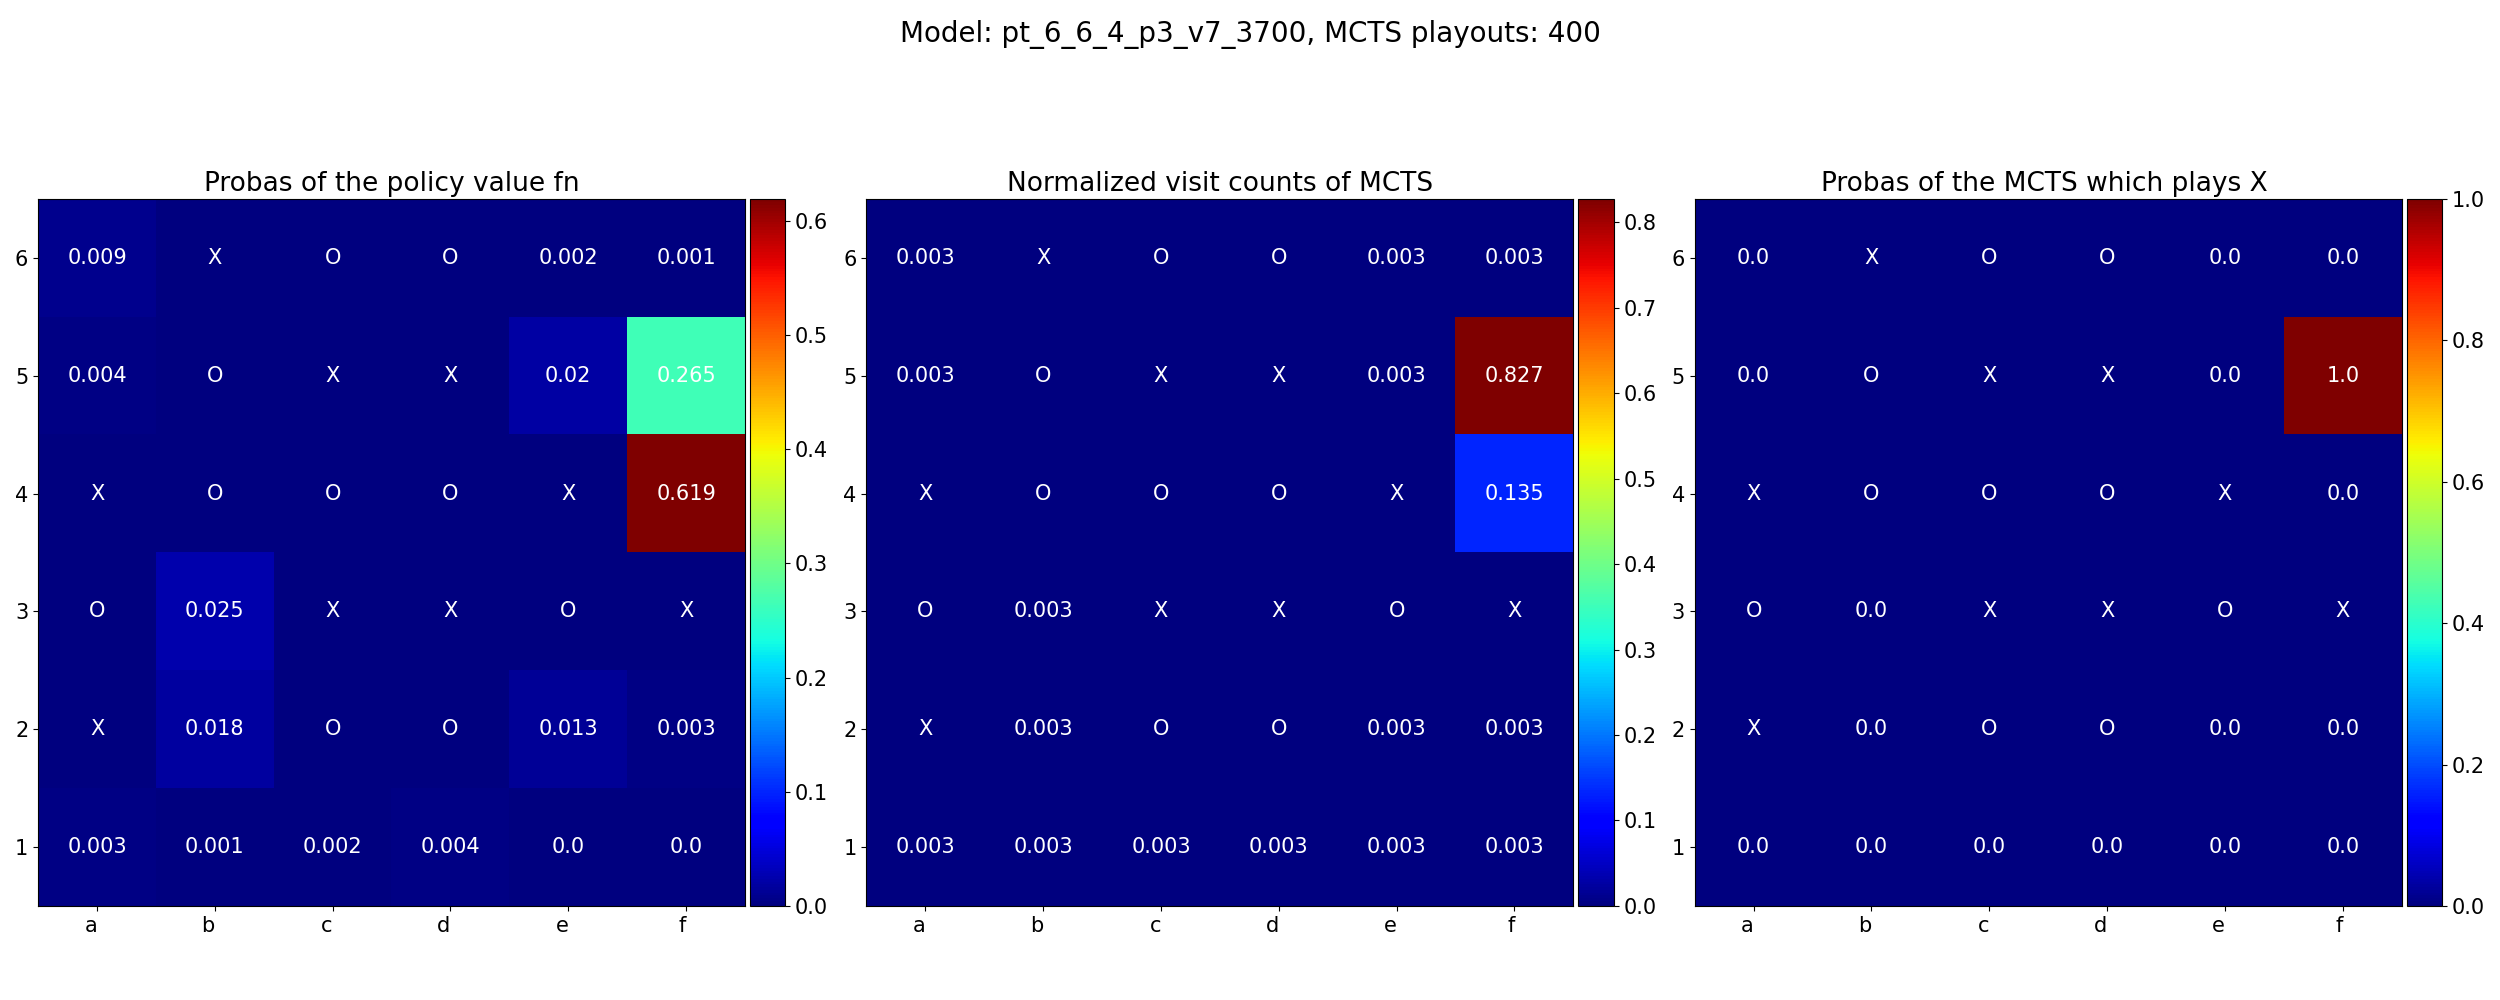 Model: pt_6_6_4_p3_v7_3700, MCTS playouts: 400
Probas of the policy value fn
6 0.009 X O O 0.002 0.001
5 0.004 O X X 0.02 0.265
4 X O O O X 0.619
3 O 0.025 X X O X
2 X 0.018 O O 0.013 0.003
1 0.003 0.001 0.002 0.004 0.0 0.0
a b c d e f
0.6
0.5
0.4
0.3
0.2
0.1
0.0
Normalized visit counts of MCTS
6 0.003 X O O 0.003 0.003
5 0.003 O X X 0.003 0.827
4 X O O O X 0.135
3 O 0.003 X X O X
2 X 0.003 O O 0.003 0.003
1 0.003 0.003 0.003 0.003 0.003 0.003
a b c d e f
0.8
0.7
0.6
0.5
0.4
0.3
0.2
0.1
0.0
Probas of the MCTS which plays X
6 0.0 X O O 0.0 0.0
5 0.0 O X X 0.0 1.0
4 X O O O X 0.0
3 O 0.0 X X O X
2 X 0.0 O O 0.0 0.0
1 0.0 0.0 0.0 0.0 0.0 0.0
a b c d e f
1.0
0.8
0.6
0.4
0.2
0.0